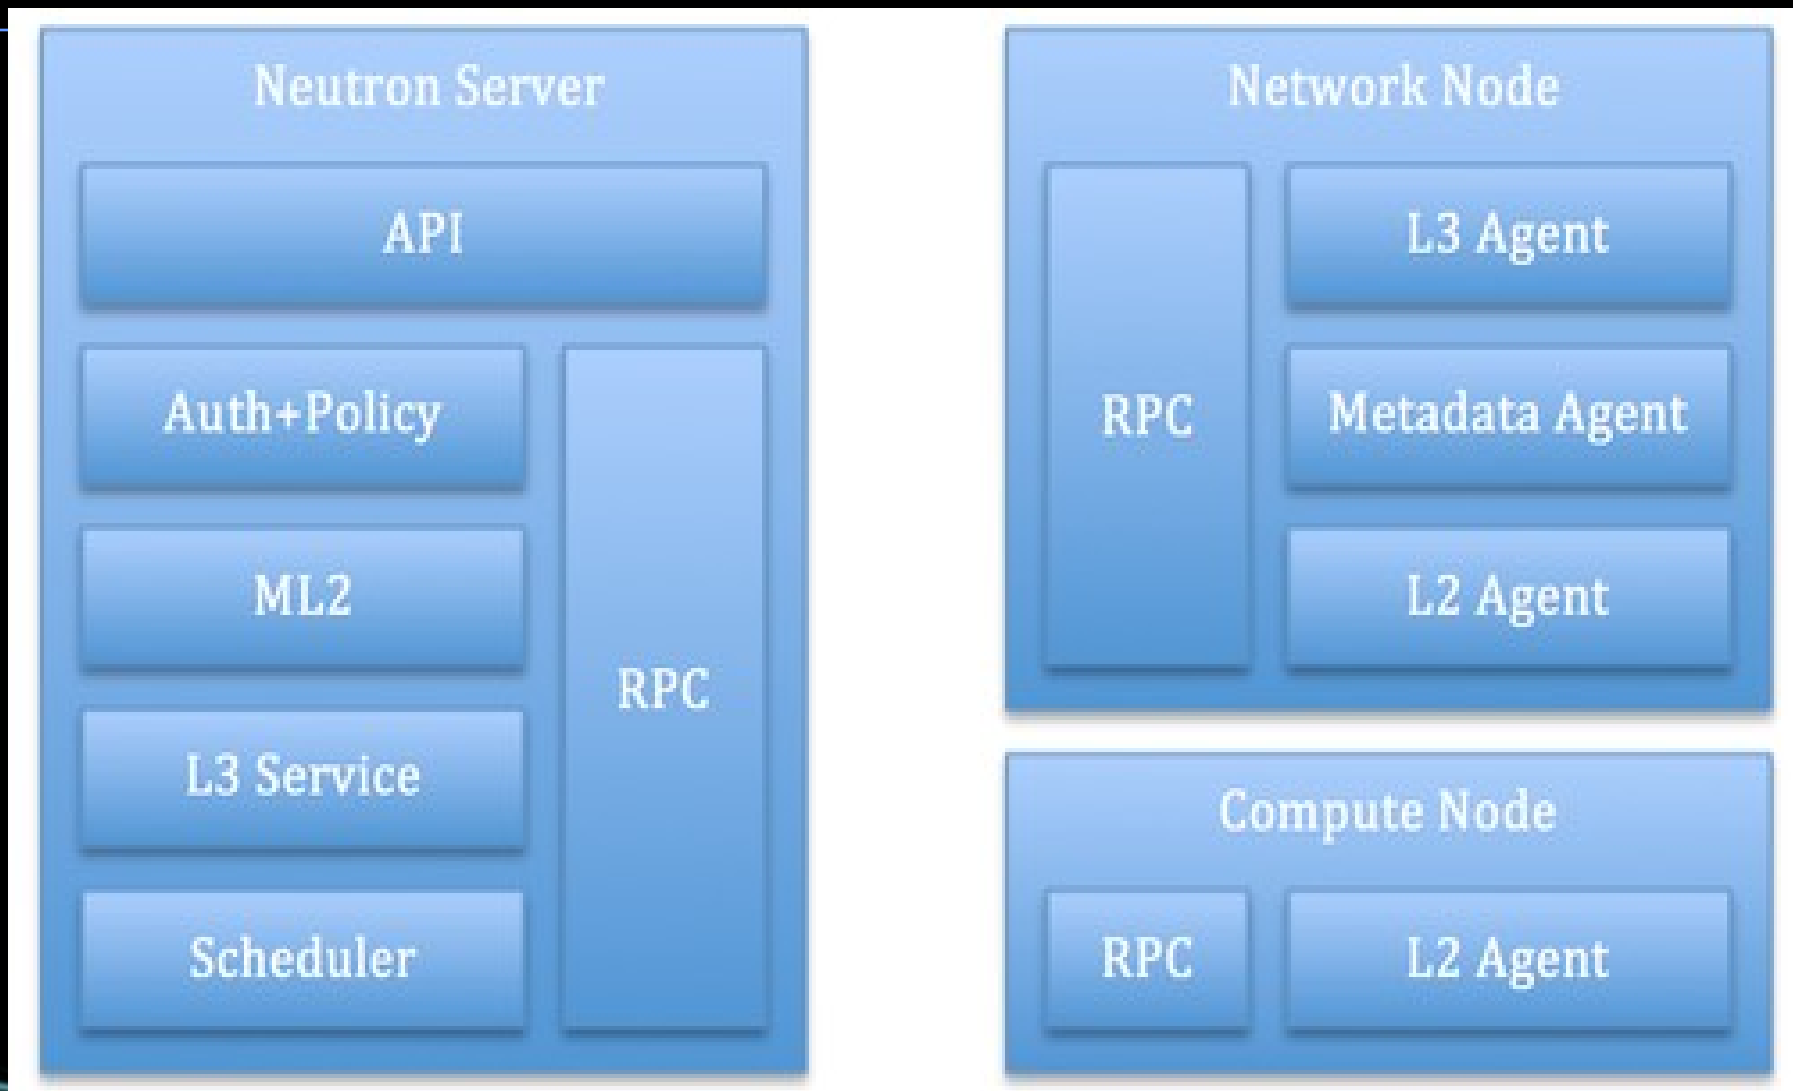 Neutron Server
API
Auth+Policy
ML2
L3 Service
Scheduler
RPC
Network Node
RPC
L3 Agent
Metadata Agent
L2 Agent
Compute Node
RPC
L2 Agent